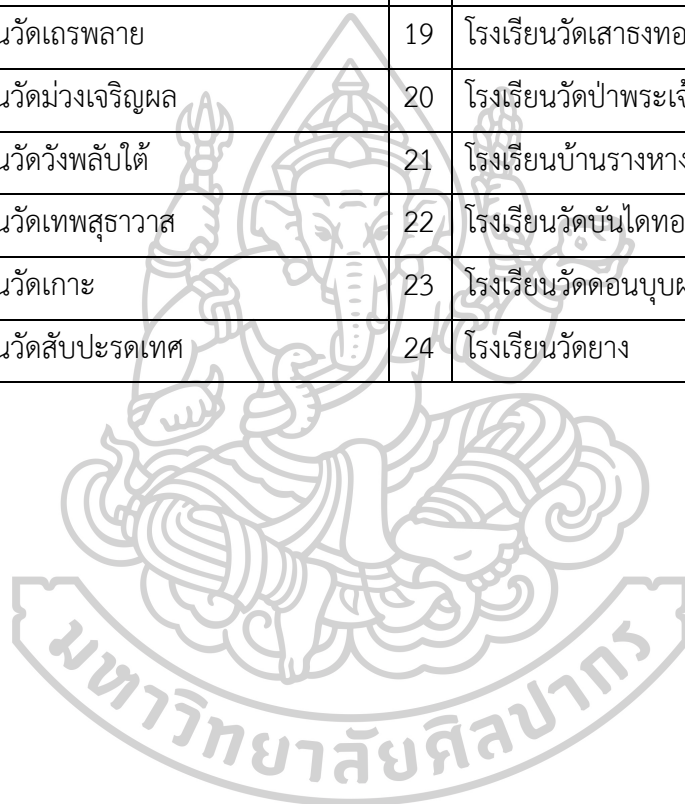 นวัดเถรพลาย 19 โรงเรียนวัดเสาธงทอ
นวัดม่วงเจริญผล 20 โรงเรียนวัดป่าพระเจ้
นวัดวังพลับใต้ 21 โรงเรียนบ้านรางหาง
นวัดเทพสุธาวาส 22 โรงเรียนวัดบันไดทอ
นวัดเกาะ 23 โรงเรียนวัดดอนบุบผ
นวัดสับปะรดเทศ 24 โรงเรียนวัดยาง
มหาวิทยาลัยศิลปากร